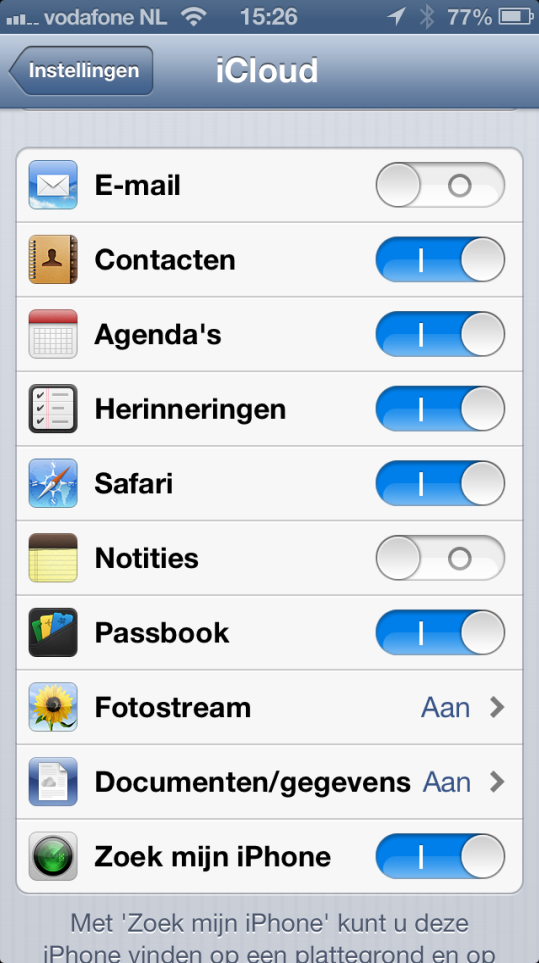 vodafone NL 15:26 77%
Instellingen iCloud
E-mail
Contacten
Agenda's
Herinneringen
Safari
Notities
Passbook
Fotostream Aan
Documenten/gegevens Aan
Zoek mijn iPhone
Met 'Zoek mijn iPhone' kunt u deze
iPhone vinden op een plattegrond en op